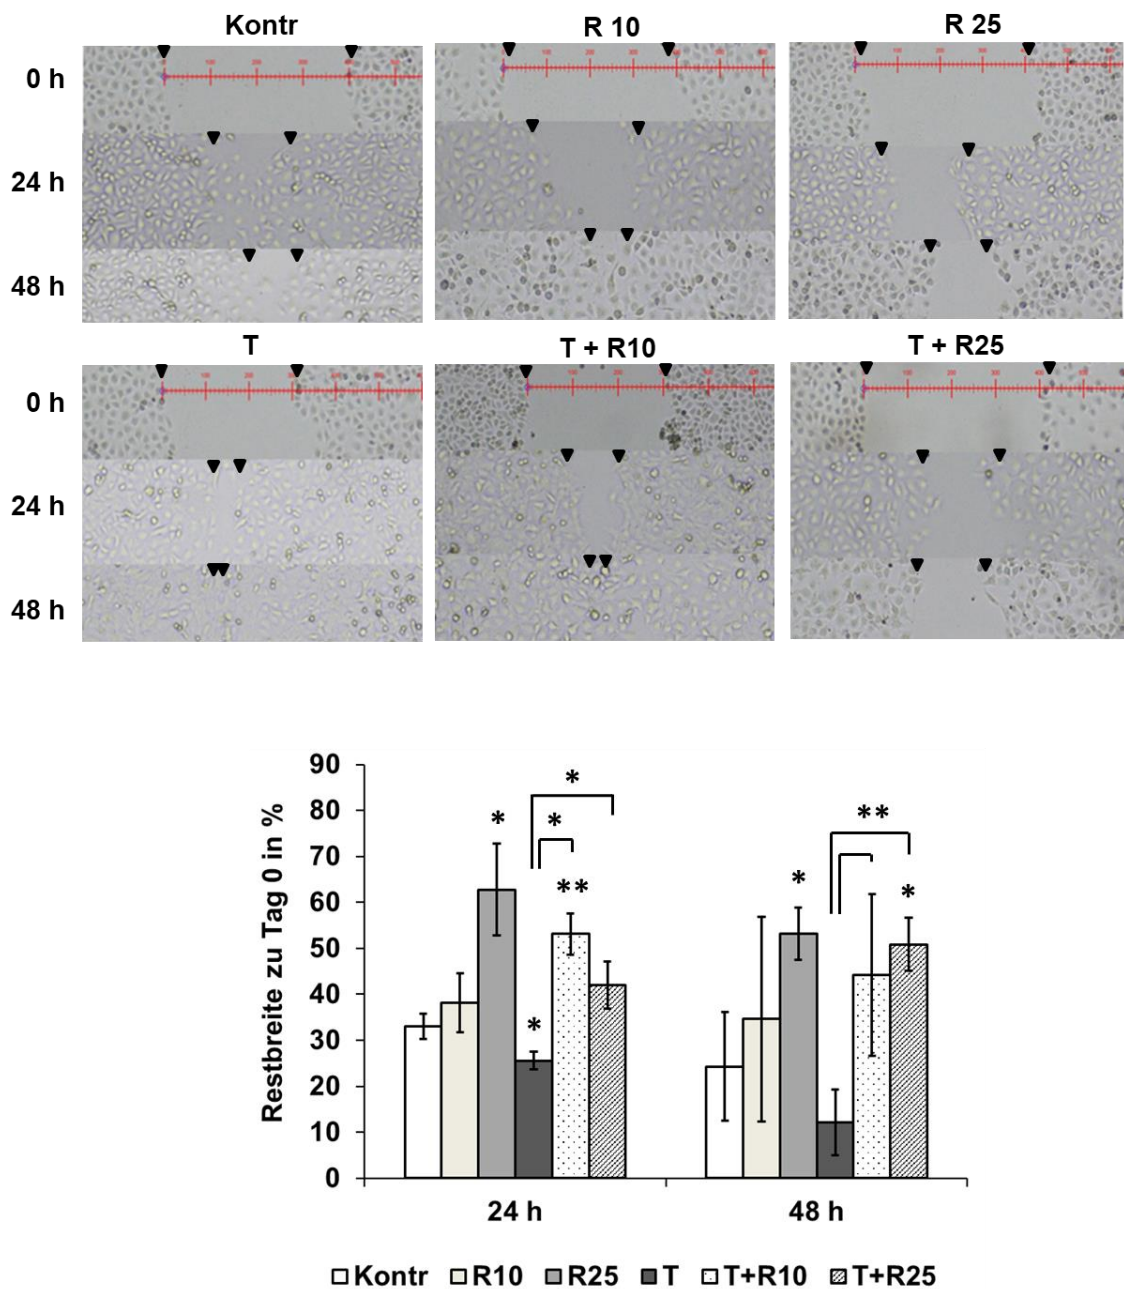 Kontr R 10 R 25
0 h
24 h
48 h
T T + R10 T + R25
0 h
24 h
48 h
Restbreite zu Tag 0 in %
90
80
70
60
50
40
30
20
10
0
* * * ** *
** * *
24 h 48 h
Kontr R10 R25 T T+R10 T+R25